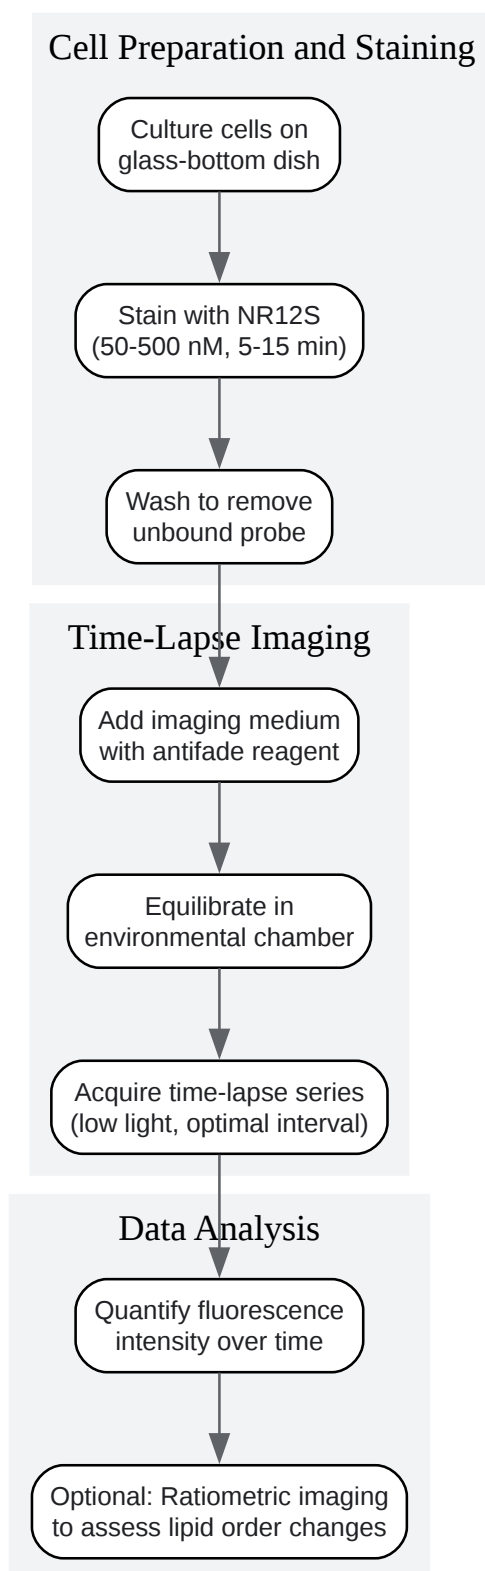 Cell Preparation and Staining
Culture cells on
glass-bottom dish
Stain with NR12S
(50-500 nM, 5-15 min)
Wash to remove
unbound probe
Time-Lapse Imaging
Add imaging medium
with antifade reagent
Equilibrate in
environmental chamber
Acquire time-lapse series
(low light, optimal interval)
Data Analysis
Quantify fluorescence
intensity over time
Optional: Ratiometric imaging
to assess lipid order changes